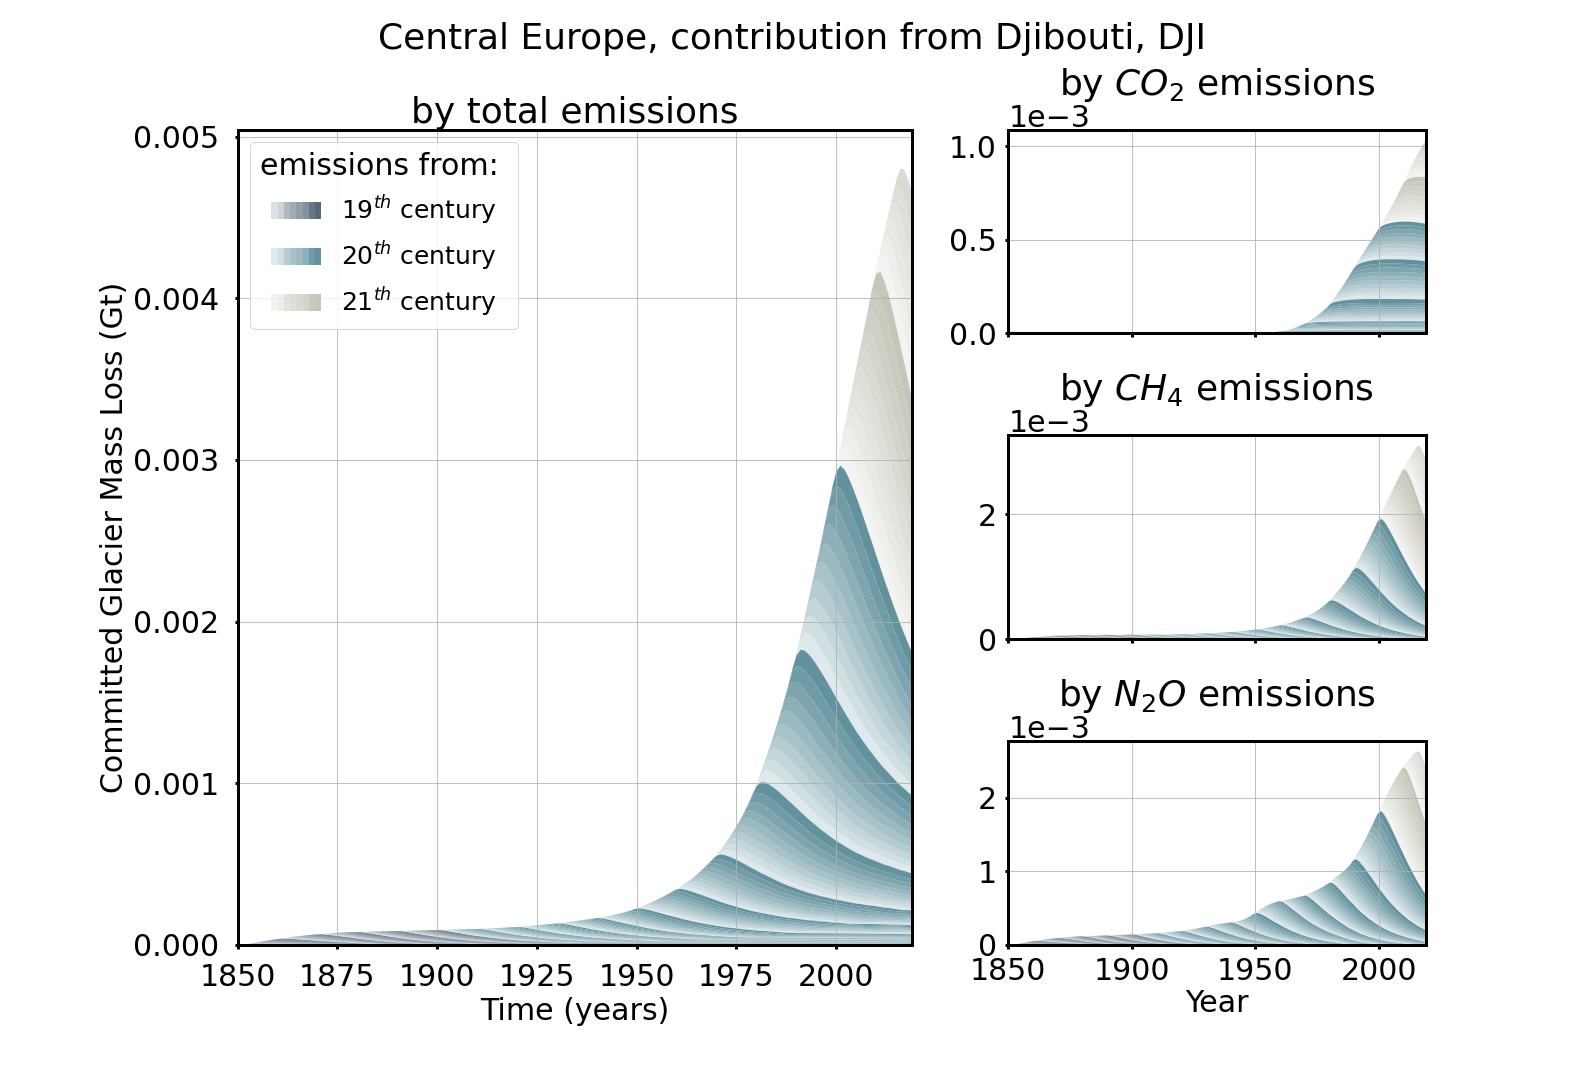 Central Europe, contribution from Djibouti, DJI
by total emissions
0.005
0.004
0.003
0.002
0.001
0.000
Committed Glacier Mass Loss (Gt)
emissions from:
19th century
20th century
21th century
1850 1875 1900 1925 1950 1975 2000
Time (years)
by CO2 emissions
1e−3
1.0
0.5
0.0
by CH4 emissions
1e−3
2
0
by N2O emissions
1e−3
2
1
0
1850 1900 1950 2000
Year